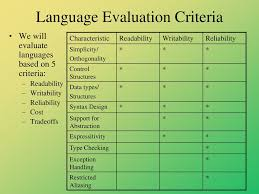 Language Evaluation Criteria
• We will
evaluate
languages
based on 5
criteria:
– Readability
– Writability
– Reliability
– Cost
– Tradeoffs
Characteristic Readability Writability Reliability
Simplicity/ * * *
Orthogonality
Control * * *
Structures
Data types/ * * *
Structures
Syntax Design * * *
Support for * *
Abstraction
Expressitivity * *
Type Checking *
Exception *
Handling
Restricted *
Aliasing